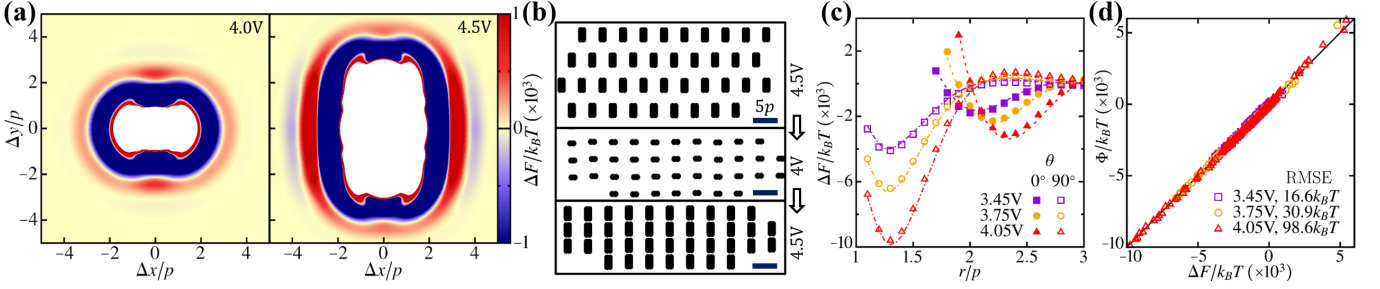 (a)
4.0V
4.5V
Δy/p
4
2
0
−2
−4
−4 −2 0 2 4
Δx/p
−4 −2 0 2 4
Δx/p
1
0
−1
ΔF/k_BT (×10³)
(b)
5p
4.5V
4V
4.5V
(c)
ΔF/k_BT (×10³)
2
0
−2
−4
−6
−8
−10
θ
0° 90°
3.45V
3.75V
4.05V
1 1.5 2 2.5 3
r/p
(d)
Φ/k_BT (×10³)
5
0
−5
−10
RMSE
3.45V, 16.6k_BT
3.75V, 30.9k_BT
4.05V, 98.6k_BT
−10 −5 0 5
ΔF/k_BT (×10³)